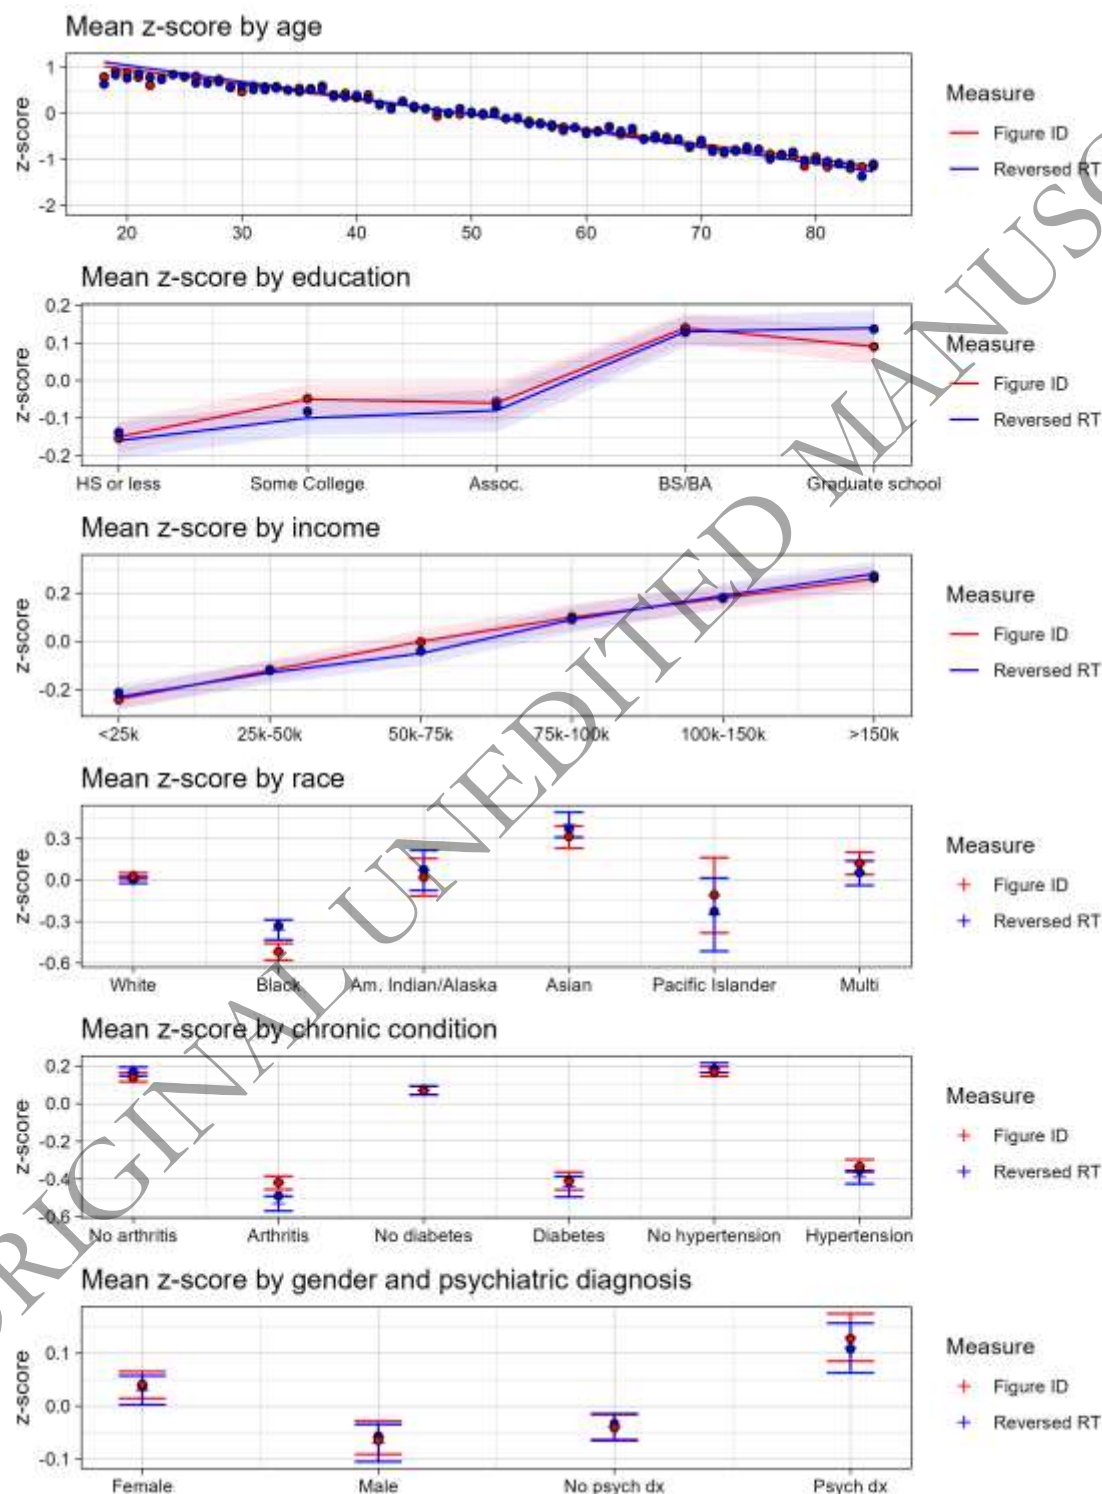 Mean z-score by age
z-score
1
0
-1
-2
20 30 40 50 60 70 80
Measure
Figure ID
Reversed RT
Mean z-score by education
z-score
0.2
0.1
0.0
-0.1
-0.2
HS or less Some College Assoc. BS/BA Graduate school
Measure
Figure ID
Reversed RT
Mean z-score by income
z-score
0.2
0.0
-0.2
<25k 25k-50k 50k-75k 75k-100k 100k-150k >150k
Measure
Figure ID
Reversed RT
Mean z-score by race
z-score
0.3
0.0
-0.3
-0.6
White Black Am. Indian/Alaska Asian Pacific Islander Multi
Measure
Figure ID
Reversed RT
Mean z-score by chronic condition
z-score
0.2
0.0
-0.2
-0.4
-0.6
No arthritis Arthritis No diabetes Diabetes No hypertension Hypertension
Measure
Figure ID
Reversed RT
Mean z-score by gender and psychiatric diagnosis
z-score
0.1
0.0
-0.1
Female Male No psych dx Psych dx
Measure
Figure ID
Reversed RT
ORIGINAL UNEDITED MANUSC